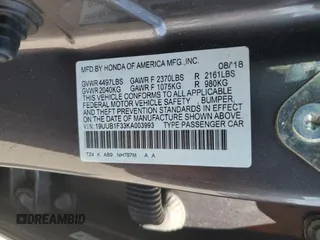 MFD BY HONDA OF AMERICA MFG., INC. 08/18
GVWR 4497LBS GAWR F 2370LBS R 2161LBS
GVWR 2040KG GAWR F 1075KG R 980KG
THIS VEHICLE CONFORMS TO ALL APPLICABLE
FEDERAL MOTOR VEHICLE SAFETY, BUMPER,
AND THEFT PREVENTION STANDARDS IN EFFECT
ON THE DATE OF MANUFACTURE SHOWN ABOVE.
VIN: 19UUB1F33KA003993 TYPE: PASSENGER CAR
TZ4 K AB9 NH797M A A
DREAMBID